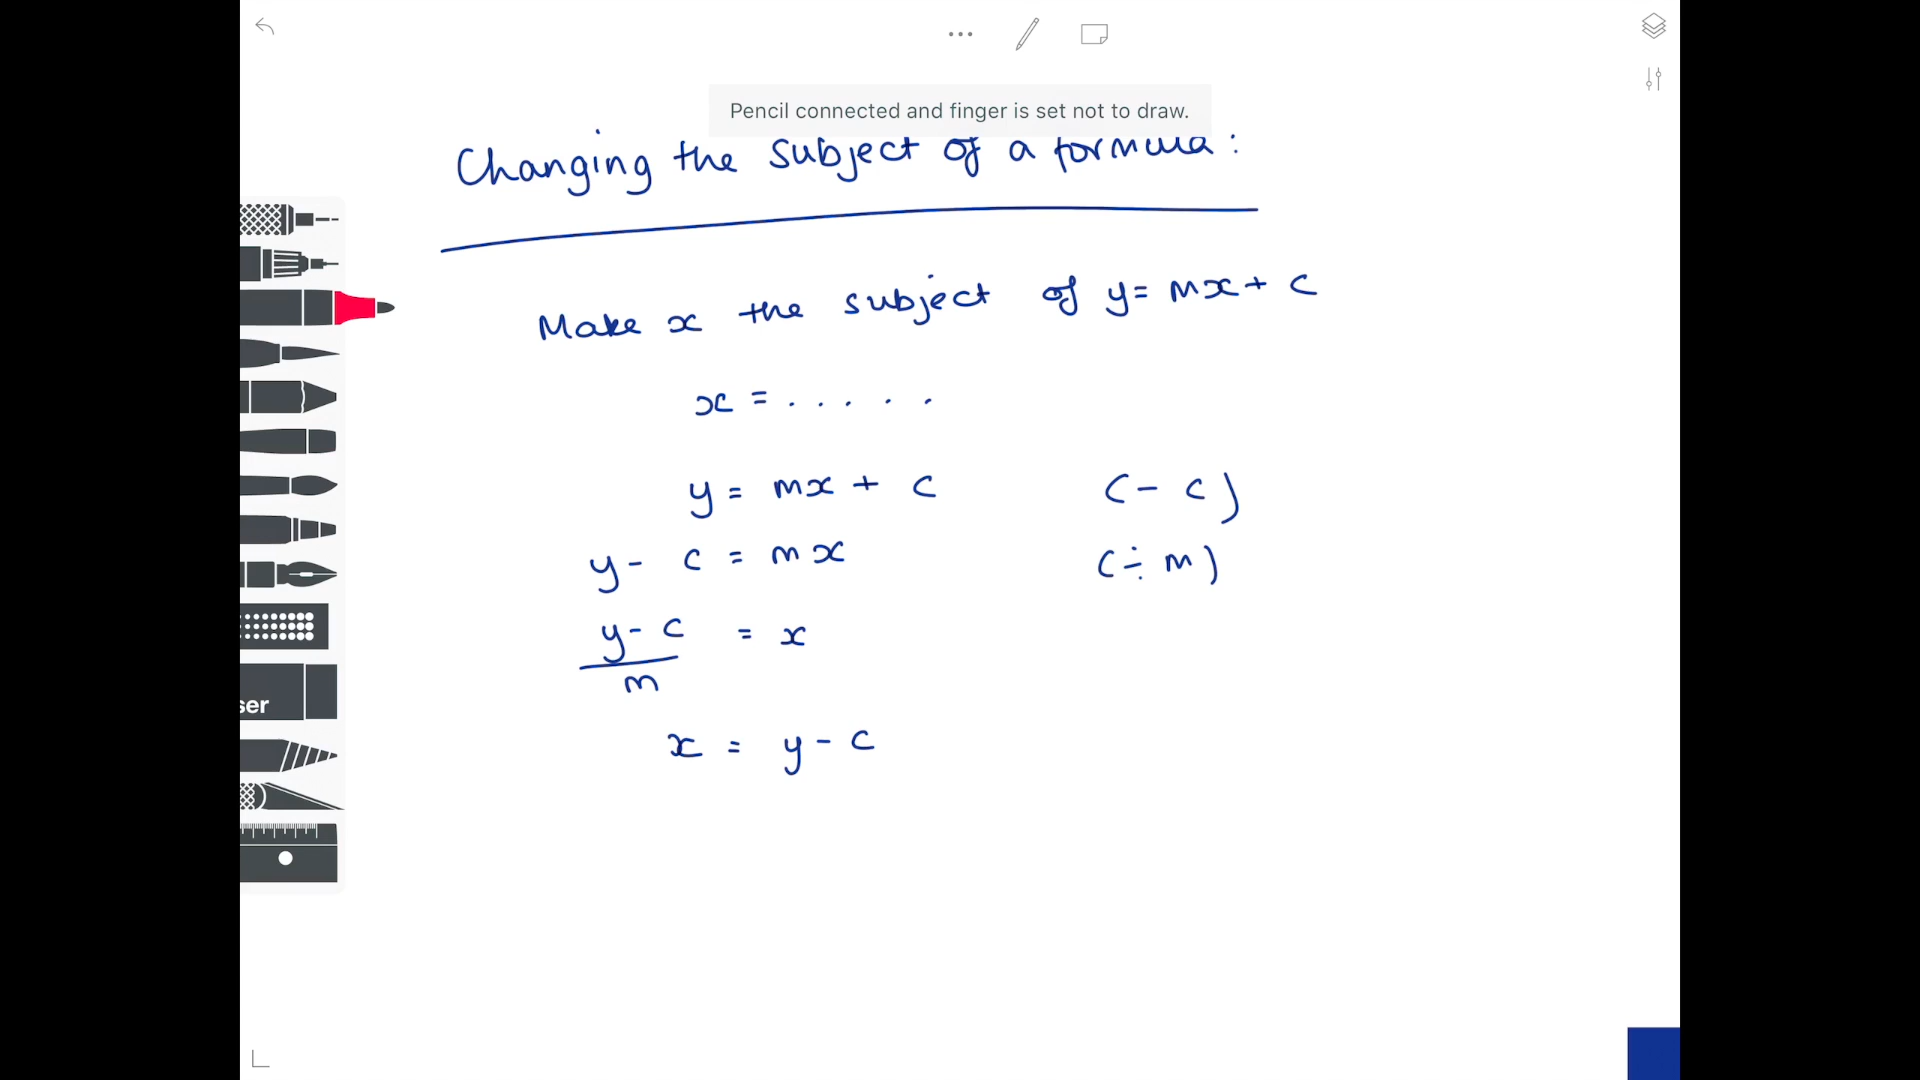 Pencil connected and finger is set not to draw.
Changing the subject of a formula:
Make x the subject of y = mx + c
x = . . . . .
y = mx + c (- c)
y - c = mx (÷ m)
y - c = x
m
ser
x = y - c